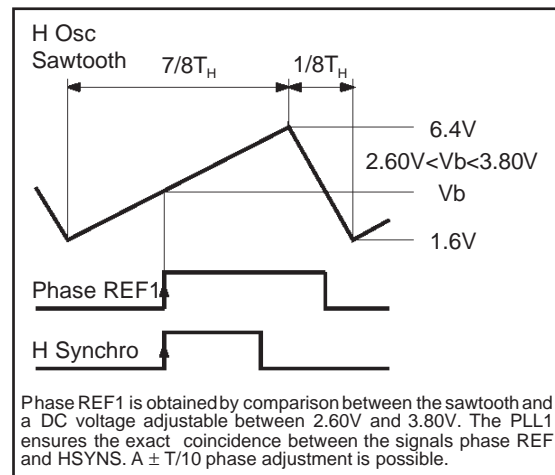 H Osc
Sawtooth
7/8TH
1/8TH
6.4V
2.60V<Vb<3.80V
Vb
1.6V
Phase REF1
H Synchro
Phase REF1 is obtained by comparison between the sawtooth and
a DC voltage adjustable between 2.60V and 3.80V. The PLL1
ensures the exact coincidence between the signals phase REF
and HSYNS. A ± T/10 phase adjustment is possible.